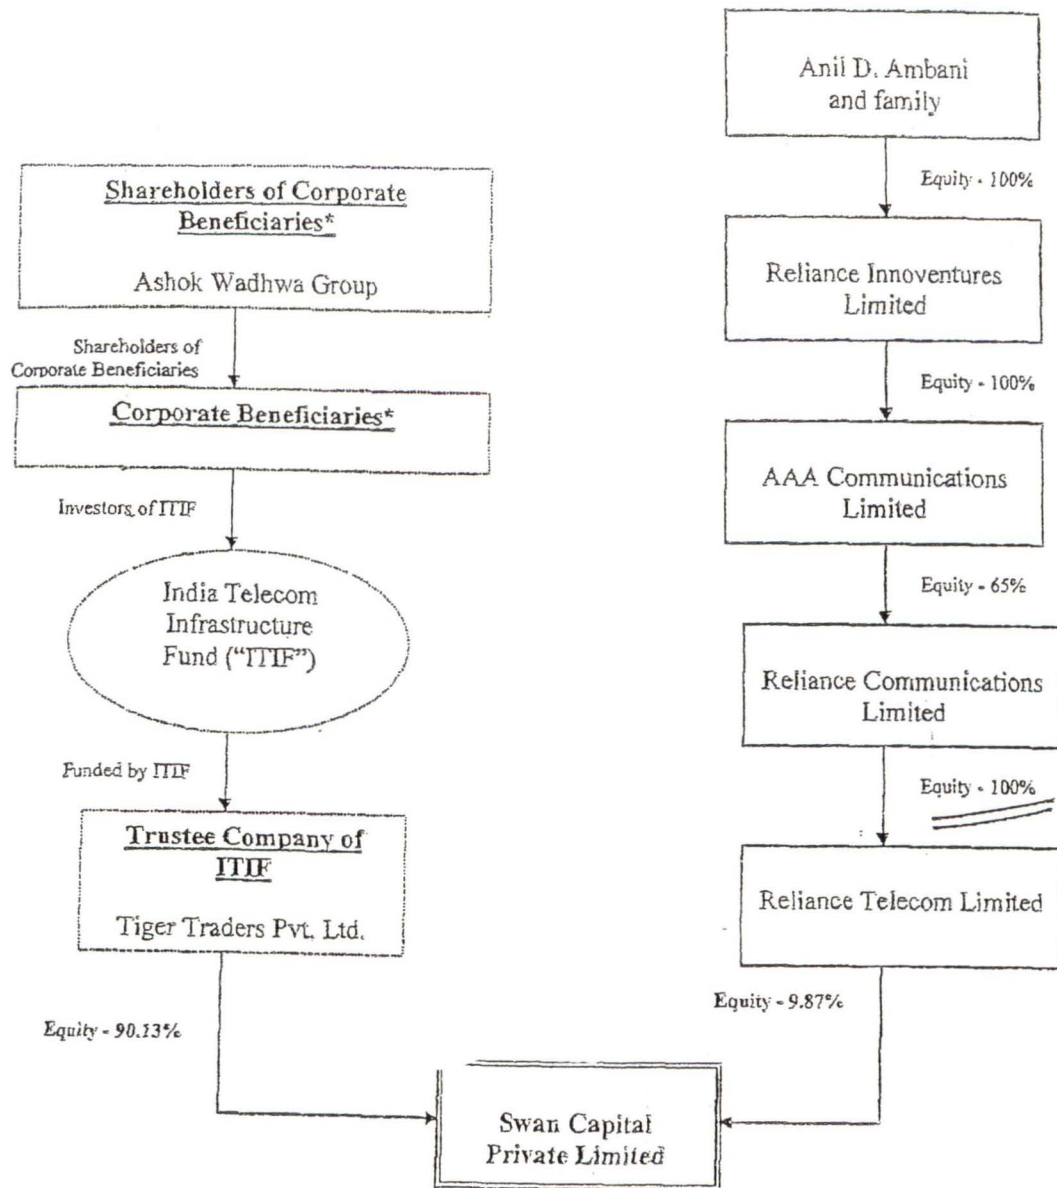 Anil D. Ambani
and family
Equity - 100%
Shareholders of Corporate
Beneficiaries*
Ashok Wadhwa Group
Reliance Innoventures
Limited
Shareholders of
Corporate Beneficiaries
Equity - 100%
Corporate Beneficiaries*
AAA Communications
Limited
Investors of ITIF
Equity - 65%
India Telecom
Infrastructure
Fund ("ITIF")
Reliance Communications
Limited
Funded by ITIF
Equity - 100%
Trustee Company of
ITIF
Tiger Traders Pvt. Ltd.
Reliance Telecom Limited
Equity - 90.13%
Equity - 9.87%
Swan Capital
Private Limited